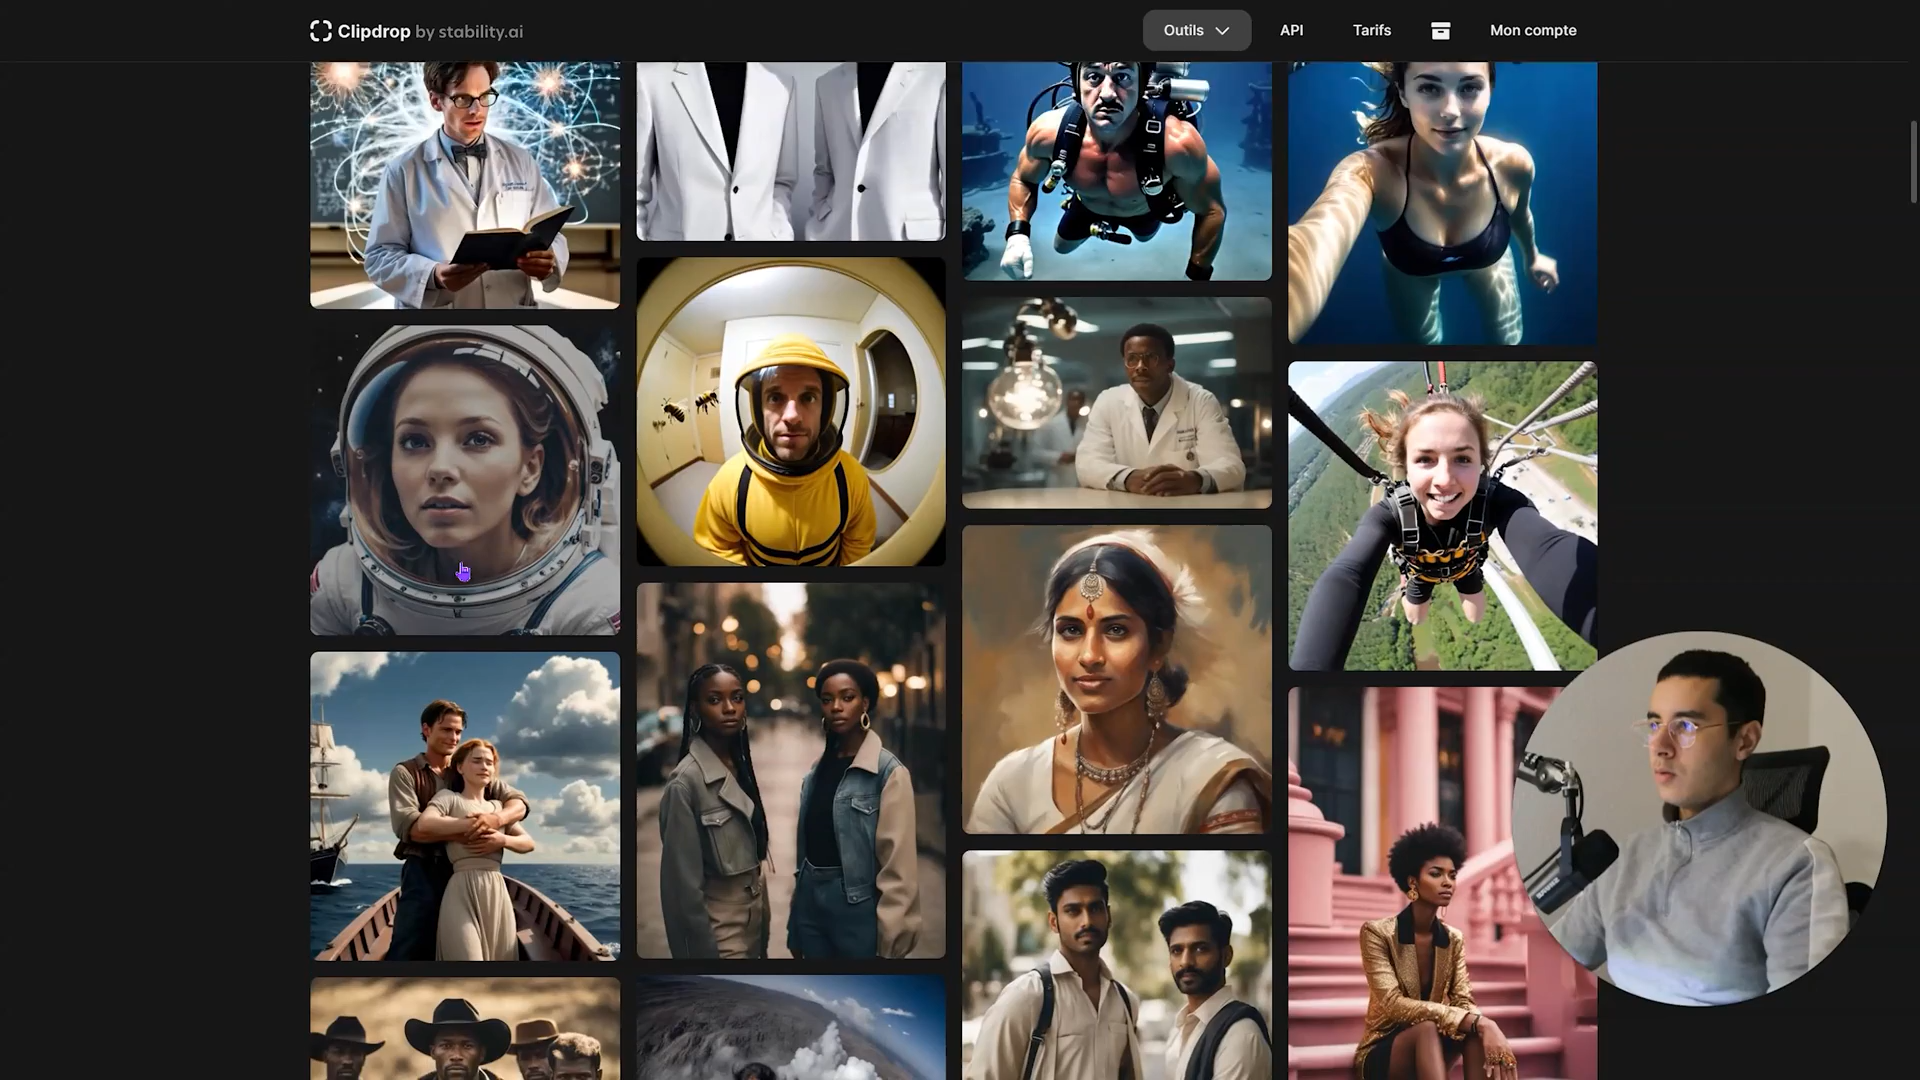 Clipdrop by stability.ai
Outils
API
Tarifs
Mon compte